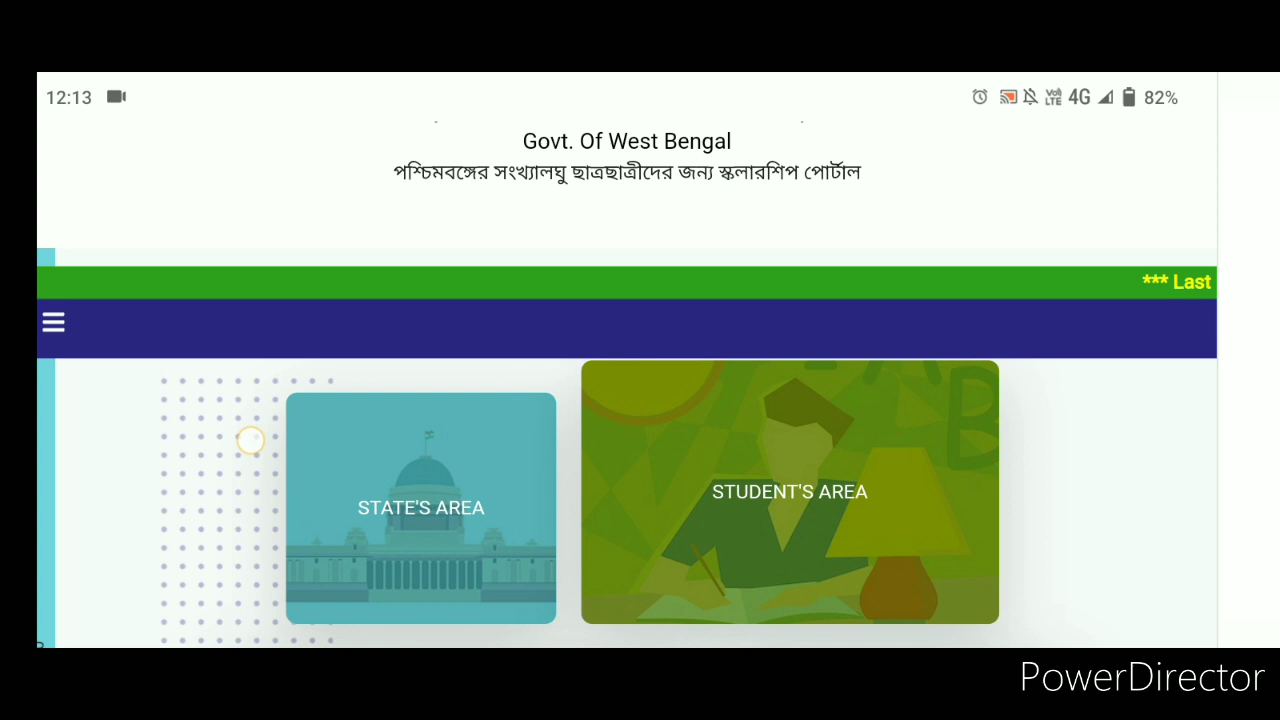 12:13 VoLTE 4G 82%
Govt. Of West Bengal
পশ্চিমবঙ্গের সংখ্যালঘু ছাত্রছাত্রীদের জন্য স্কলারশিপ পোর্টাল
*** Last
STATE'S AREA
STUDENT'S AREA
PowerDirector